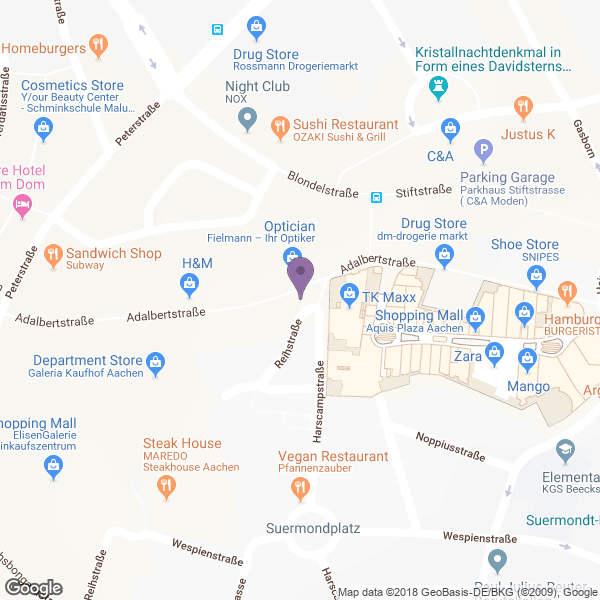 Homeburgers
Drug Store
Rossmann Drogeriemarkt
Kristallnachtdenkmal in
Form eines Davidsterns...
Cosmetics Store
Y/our Beauty Center
- Schminkschule Malu...
Peterstraße
Night Club
NOX
Sushi Restaurant
OZAKI Sushi & Grill
Justus K
Gasborn
C&A
Parking Garage
Parkhaus Stiftstrasse
( C&A Moden)
Blondelstraße
Stiftstraße
re Hotel
m Dom
Optician
Fielmann – Ihr Optiker
Drug Store
dm-drogerie markt
Shoe Store
SNIPES
Sandwich Shop
Subway
Peterstraße
H&M
Adalbertstraße
TK Maxx
Shopping Mall
Aquis Plaza Aachen
Hamburg
BURGERIST
Adalbertstraße
Adalbertstraße
Reihstraße
Harscampstraße
Department Store
Galeria Kaufhof Aachen
Zara
Mango
Shopping Mall
ElisenGalerie
inkaufszentrum
Steak House
MAREDO
Steakhouse Aachen
Vegan Restaurant
Pfannenzauber
Noppiusstraße
Elementa
KGS Beecks
Suermondplatz
Suermondt-
Wespienstraße
Wespienstraße
Reihstraße
Google
Map data ©2018 GeoBasis-DE/BKG (©2009), Google